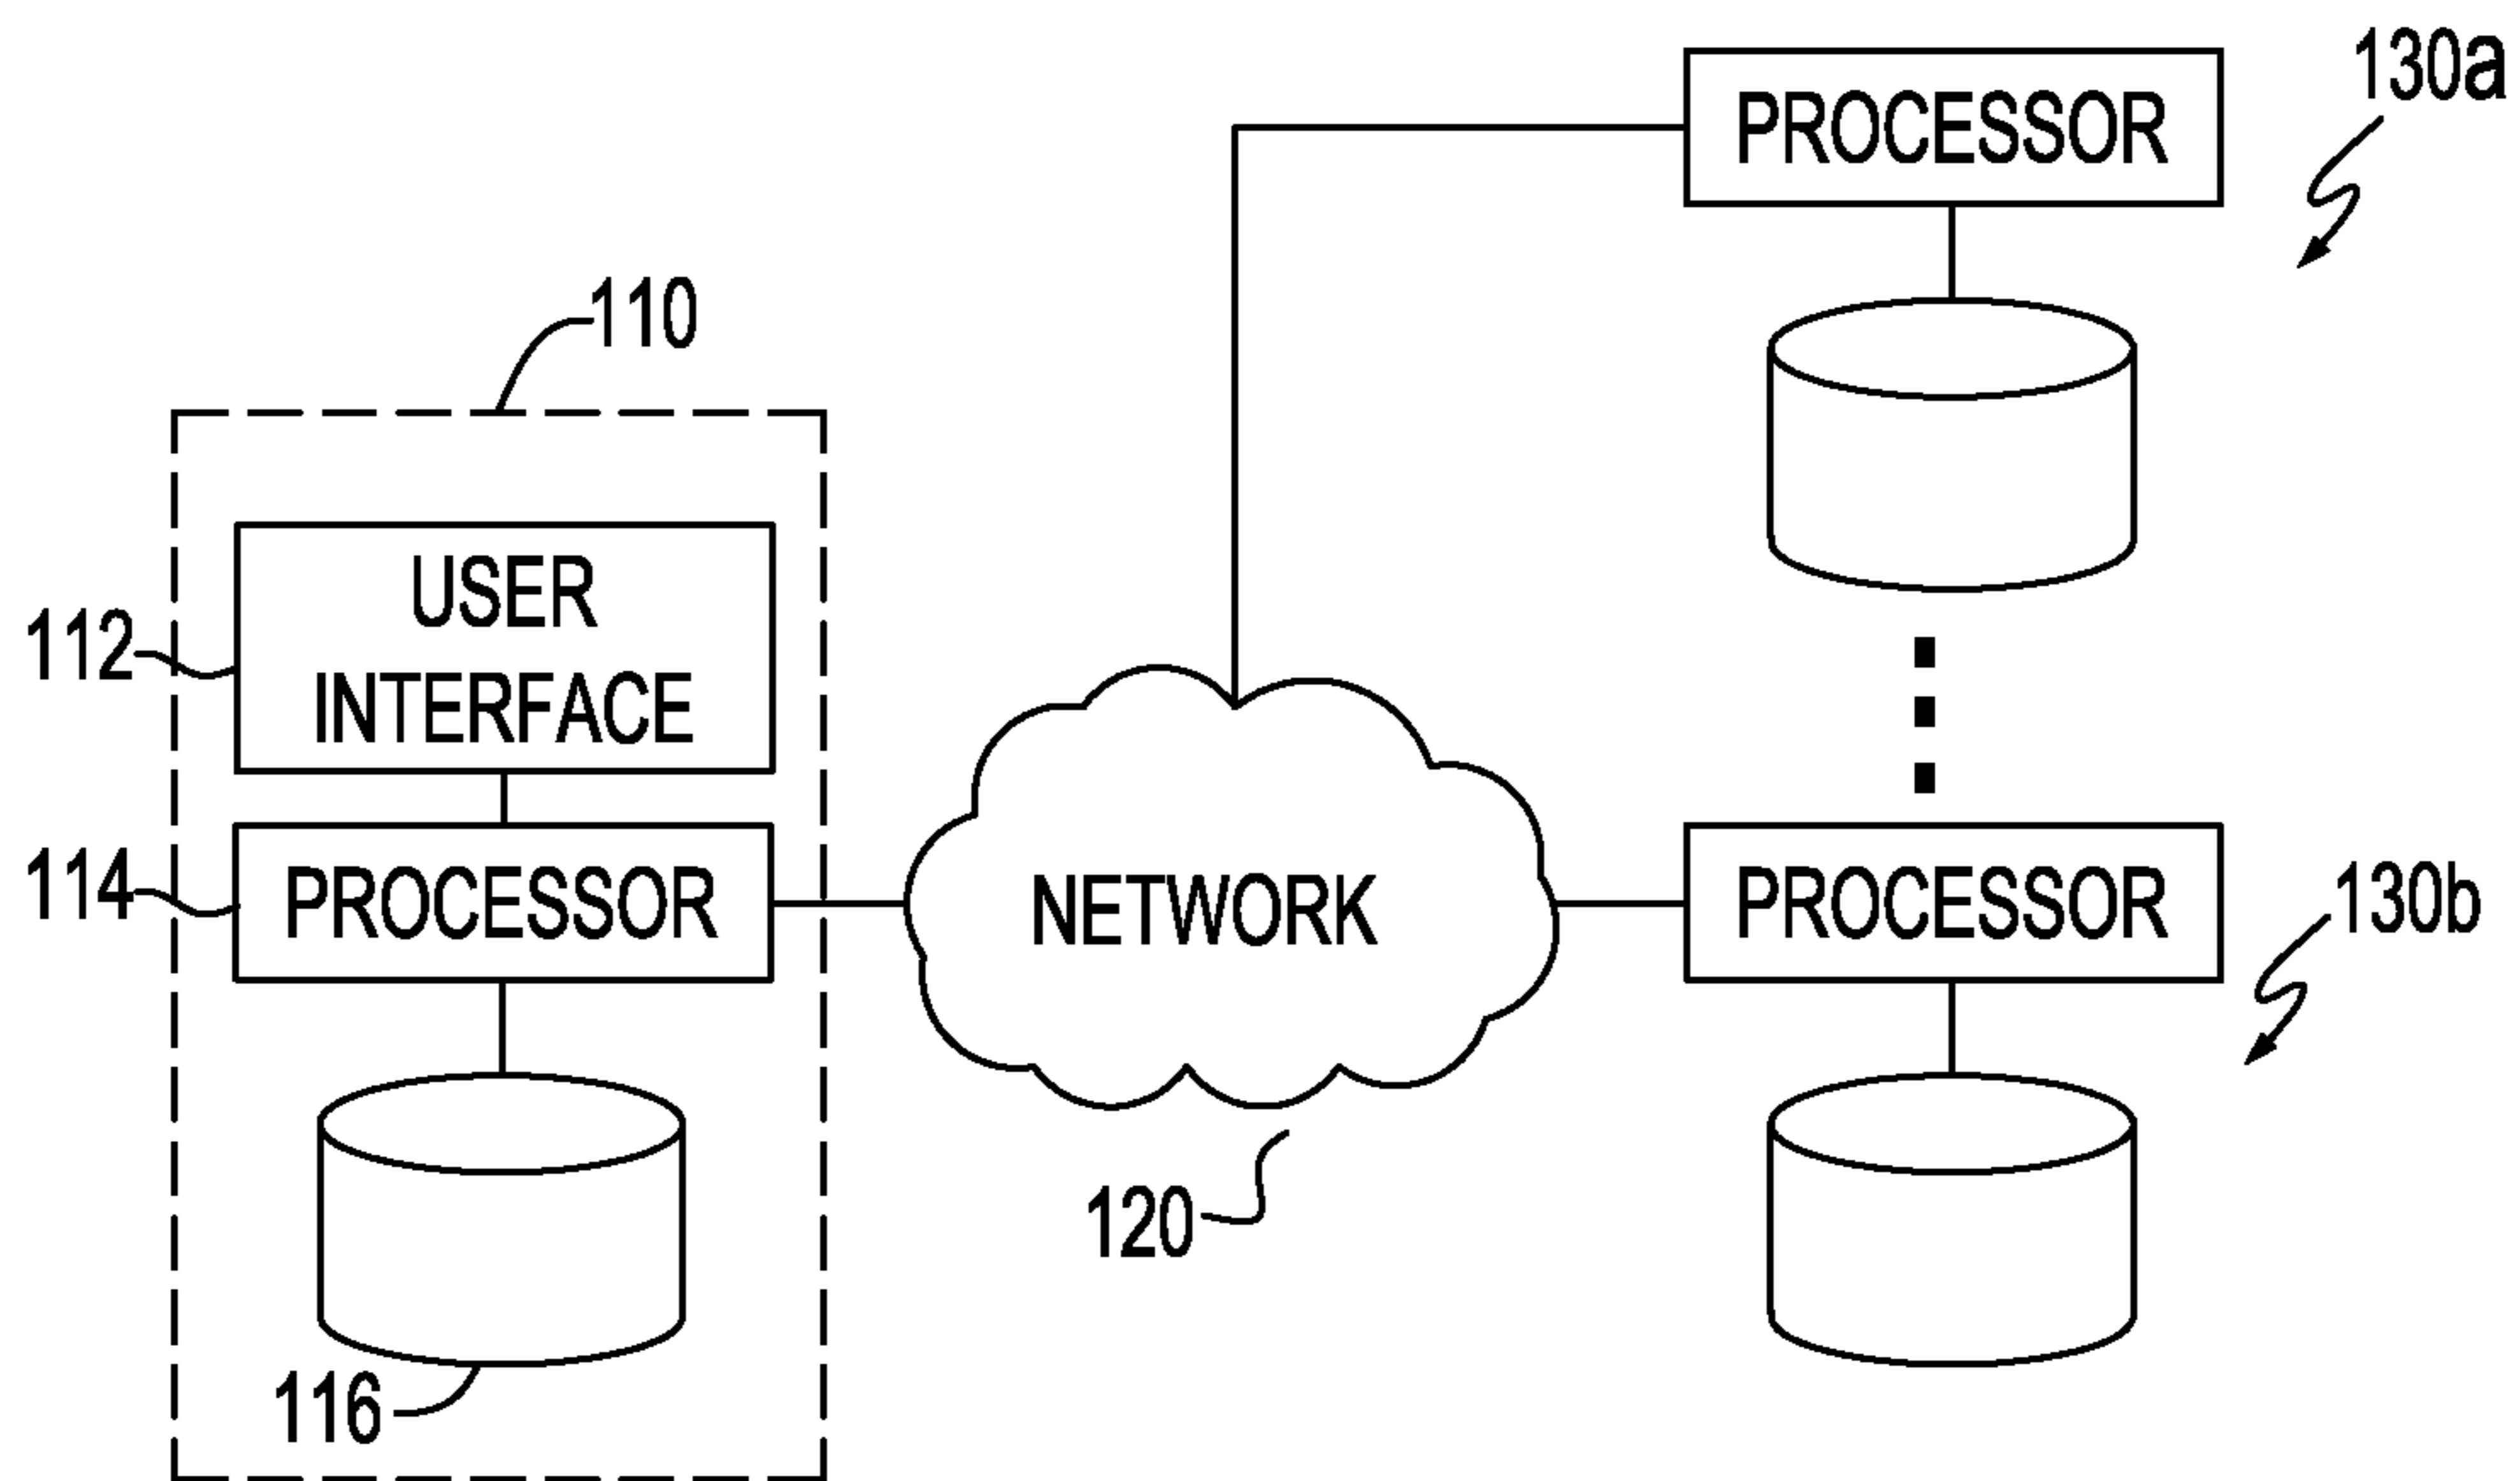 130a
PROCESSOR
110
USER
INTERFACE
112
114
PROCESSOR
NETWORK
PROCESSOR
130b
120
116